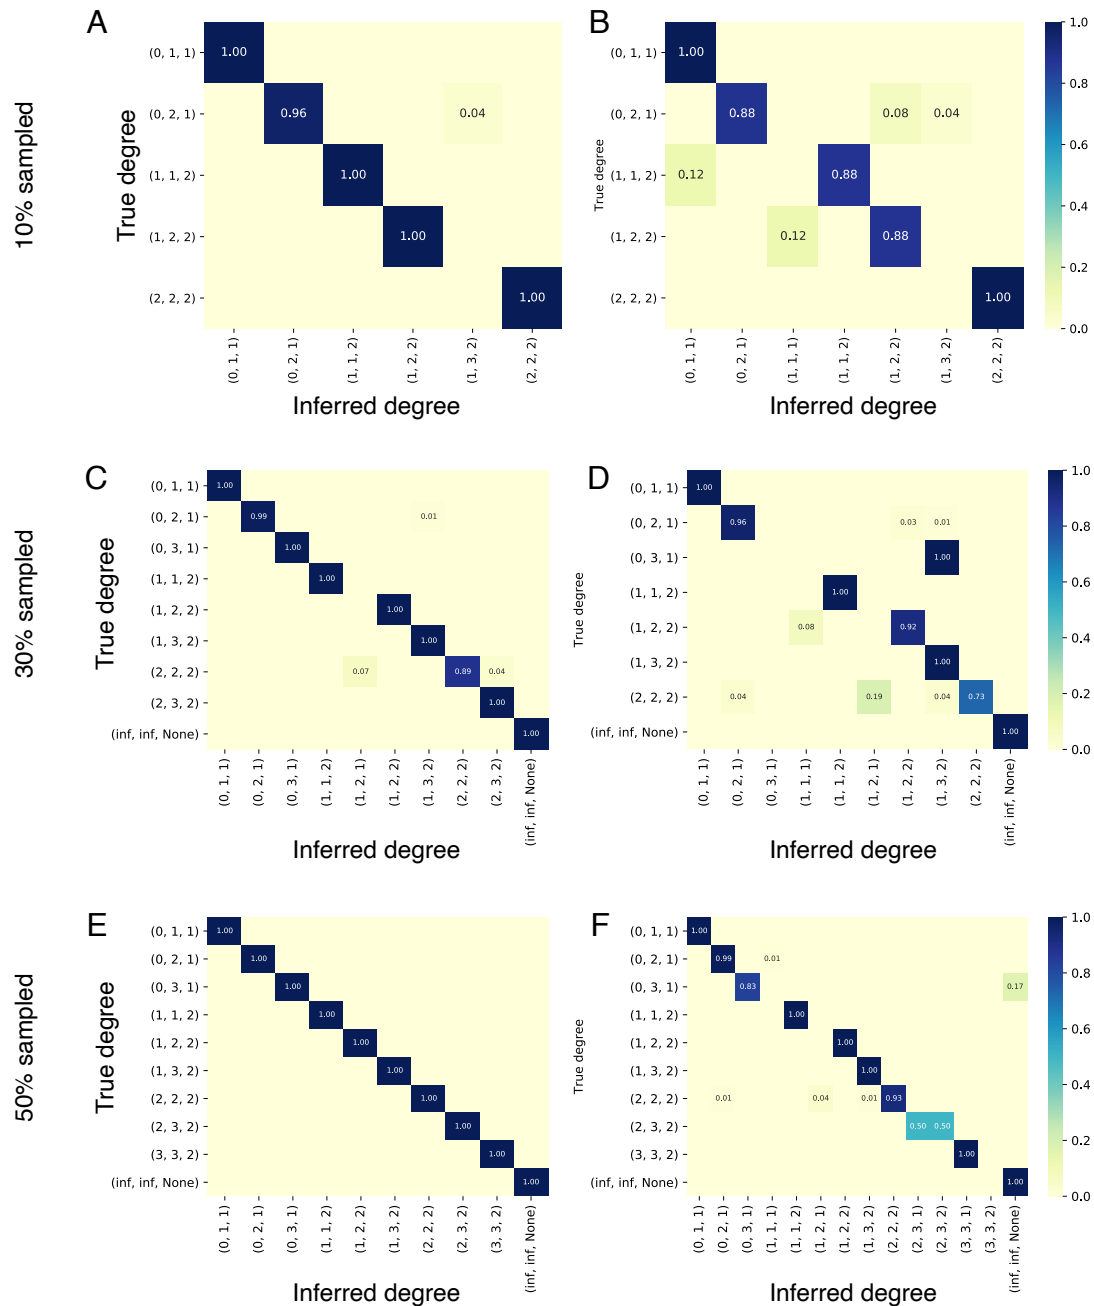 10% sampled
A
True degree
(0, 1, 1)
(0, 2, 1)
(1, 1, 2)
(1, 2, 2)
(2, 2, 2)
1.00
0.96
0.04
1.00
1.00
1.00
(0, 1, 1)
(0, 2, 1)
(1, 1, 2)
(1, 2, 2)
(1, 3, 2)
(2, 2, 2)
Inferred degree
B
True degree
(0, 1, 1)
(0, 2, 1)
(1, 1, 2)
(1, 2, 2)
(2, 2, 2)
1.00
0.88
0.08
0.04
0.12
0.88
0.12
0.88
1.00
(0, 1, 1)
(0, 2, 1)
(1, 1, 1)
(1, 1, 2)
(1, 2, 2)
(1, 3, 2)
(2, 2, 2)
Inferred degree
1.0
0.8
0.6
0.4
0.2
0.0
30% sampled
C
True degree
(0, 1, 1)
(0, 2, 1)
(0, 3, 1)
(1, 1, 2)
(1, 2, 2)
(1, 3, 2)
(2, 2, 2)
(2, 3, 2)
(inf, inf, None)
1.00
0.99
0.01
1.00
1.00
1.00
1.00
0.07
0.89
0.04
1.00
1.00
(0, 1, 1)
(0, 2, 1)
(0, 3, 1)
(1, 1, 2)
(1, 2, 1)
(1, 2, 2)
(1, 3, 2)
(2, 2, 2)
(2, 3, 2)
(inf, inf, None)
Inferred degree
D
True degree
(0, 1, 1)
(0, 2, 1)
(0, 3, 1)
(1, 1, 2)
(1, 2, 2)
(1, 3, 2)
(2, 2, 2)
(inf, inf, None)
1.00
0.96
0.03
0.01
1.00
1.00
0.08
0.92
1.00
0.04
0.19
0.04
0.73
1.00
(0, 1, 1)
(0, 2, 1)
(0, 3, 1)
(1, 1, 1)
(1, 1, 2)
(1, 2, 1)
(1, 2, 2)
(1, 3, 2)
(2, 2, 2)
(inf, inf, None)
Inferred degree
1.0
0.8
0.6
0.4
0.2
0.0
50% sampled
E
True degree
(0, 1, 1)
(0, 2, 1)
(0, 3, 1)
(1, 1, 2)
(1, 2, 2)
(1, 3, 2)
(2, 2, 2)
(2, 3, 2)
(3, 3, 2)
(inf, inf, None)
1.00
1.00
1.00
1.00
1.00
1.00
1.00
1.00
1.00
1.00
(0, 1, 1)
(0, 2, 1)
(0, 3, 1)
(1, 1, 2)
(1, 2, 2)
(1, 3, 2)
(2, 2, 2)
(2, 3, 2)
(3, 3, 2)
(inf, inf, None)
Inferred degree
F
True degree
(0, 1, 1)
(0, 2, 1)
(0, 3, 1)
(1, 1, 2)
(1, 2, 2)
(1, 3, 2)
(2, 2, 2)
(2, 3, 2)
(3, 3, 2)
(inf, inf, None)
1.00
0.99
0.01
0.83
0.17
1.00
1.00
1.00
0.01
0.04
0.01
0.93
0.50
0.50
1.00
1.00
(0, 1, 1)
(0, 2, 1)
(0, 3, 1)
(1, 1, 1)
(1, 1, 2)
(1, 2, 1)
(1, 2, 2)
(1, 3, 2)
(2, 2, 2)
(2, 3, 1)
(2, 3, 2)
(3, 3, 1)
(3, 3, 2)
(inf, inf, None)
Inferred degree
1.0
0.8
0.6
0.4
0.2
0.0